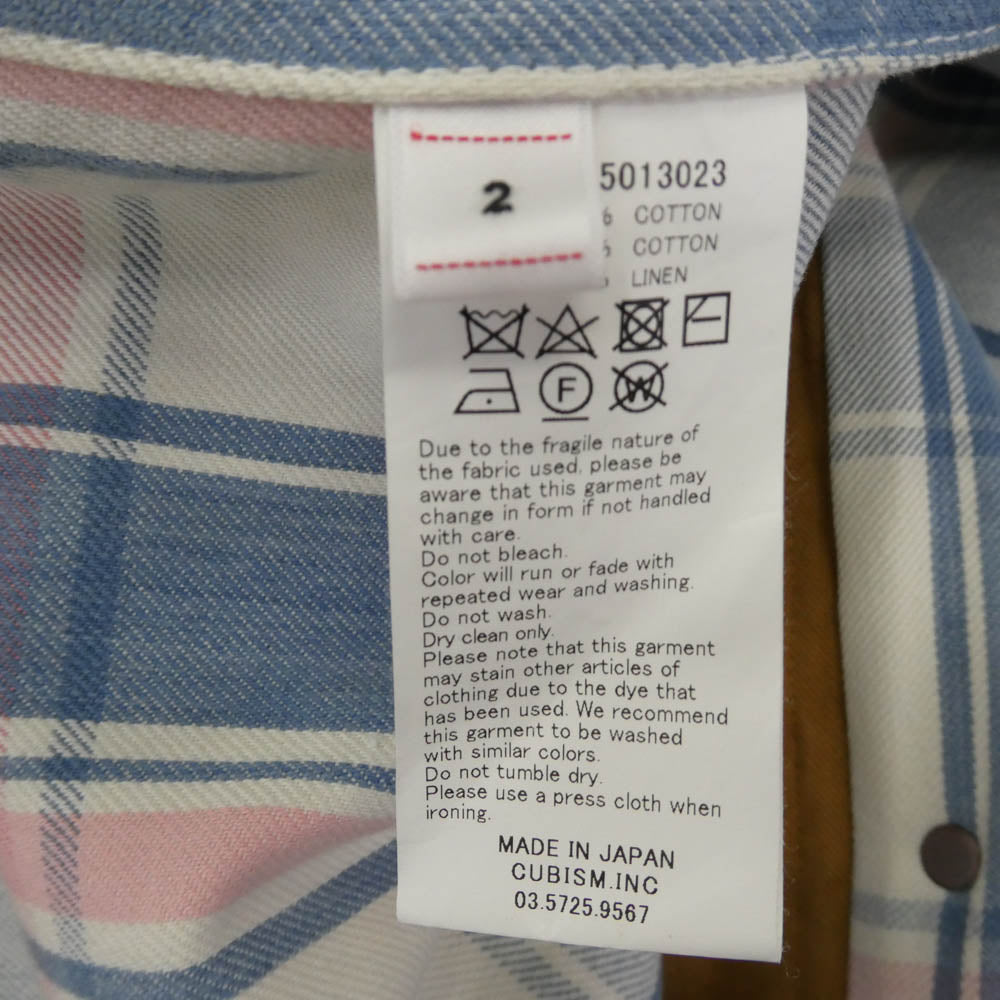 2
5013023
% COTTON
% COTTON
LINEN
F
W
Due to the fragile nature of
the fabric used, please be
aware that this garment may
change in form if not handled
with care.
Do not bleach.
Color will run or fade with
repeated wear and washing.
Do not wash.
Dry clean only.
Please note that this garment
may stain other articles of
clothing due to the dye that
has been used. We recommend
this garment to be washed
with similar colors.
Do not tumble dry.
Please use a press cloth when
ironing.
MADE IN JAPAN
CUBISM.INC
03.5725.9567